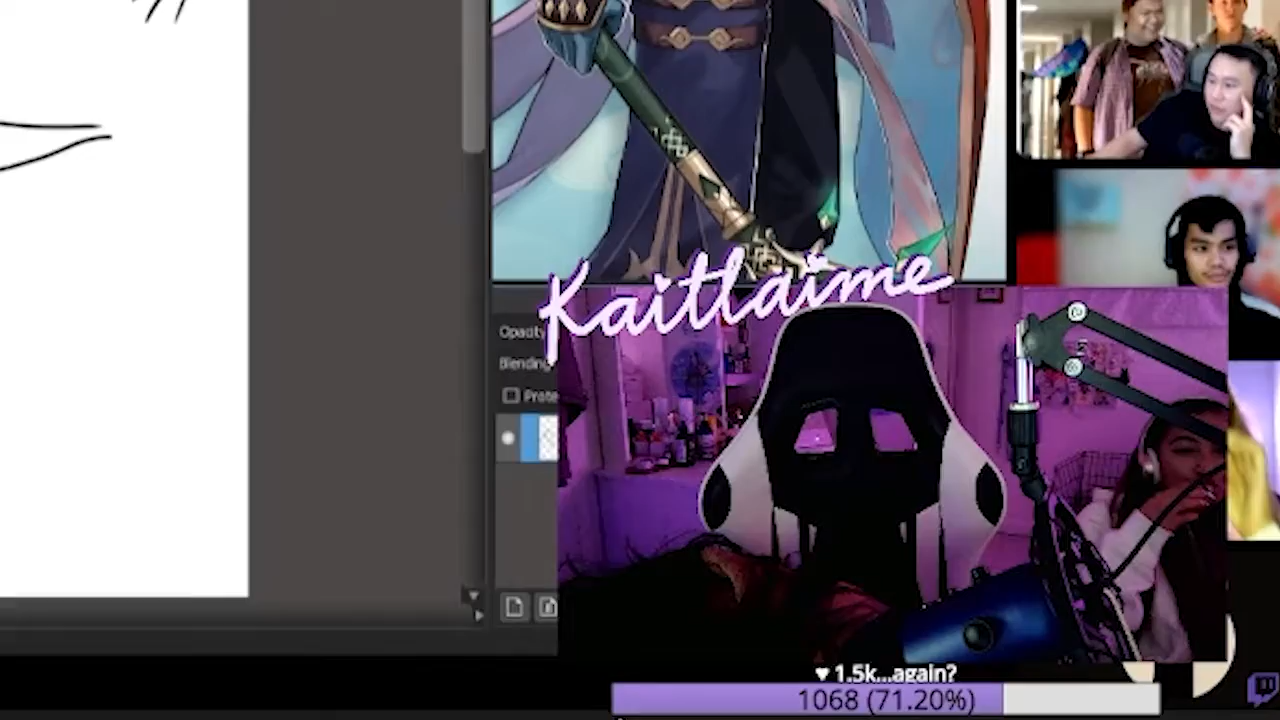 Kaitlaime
Opacity
Blending
Prote
♥ 1.5k...again?
1068 (71.20%)